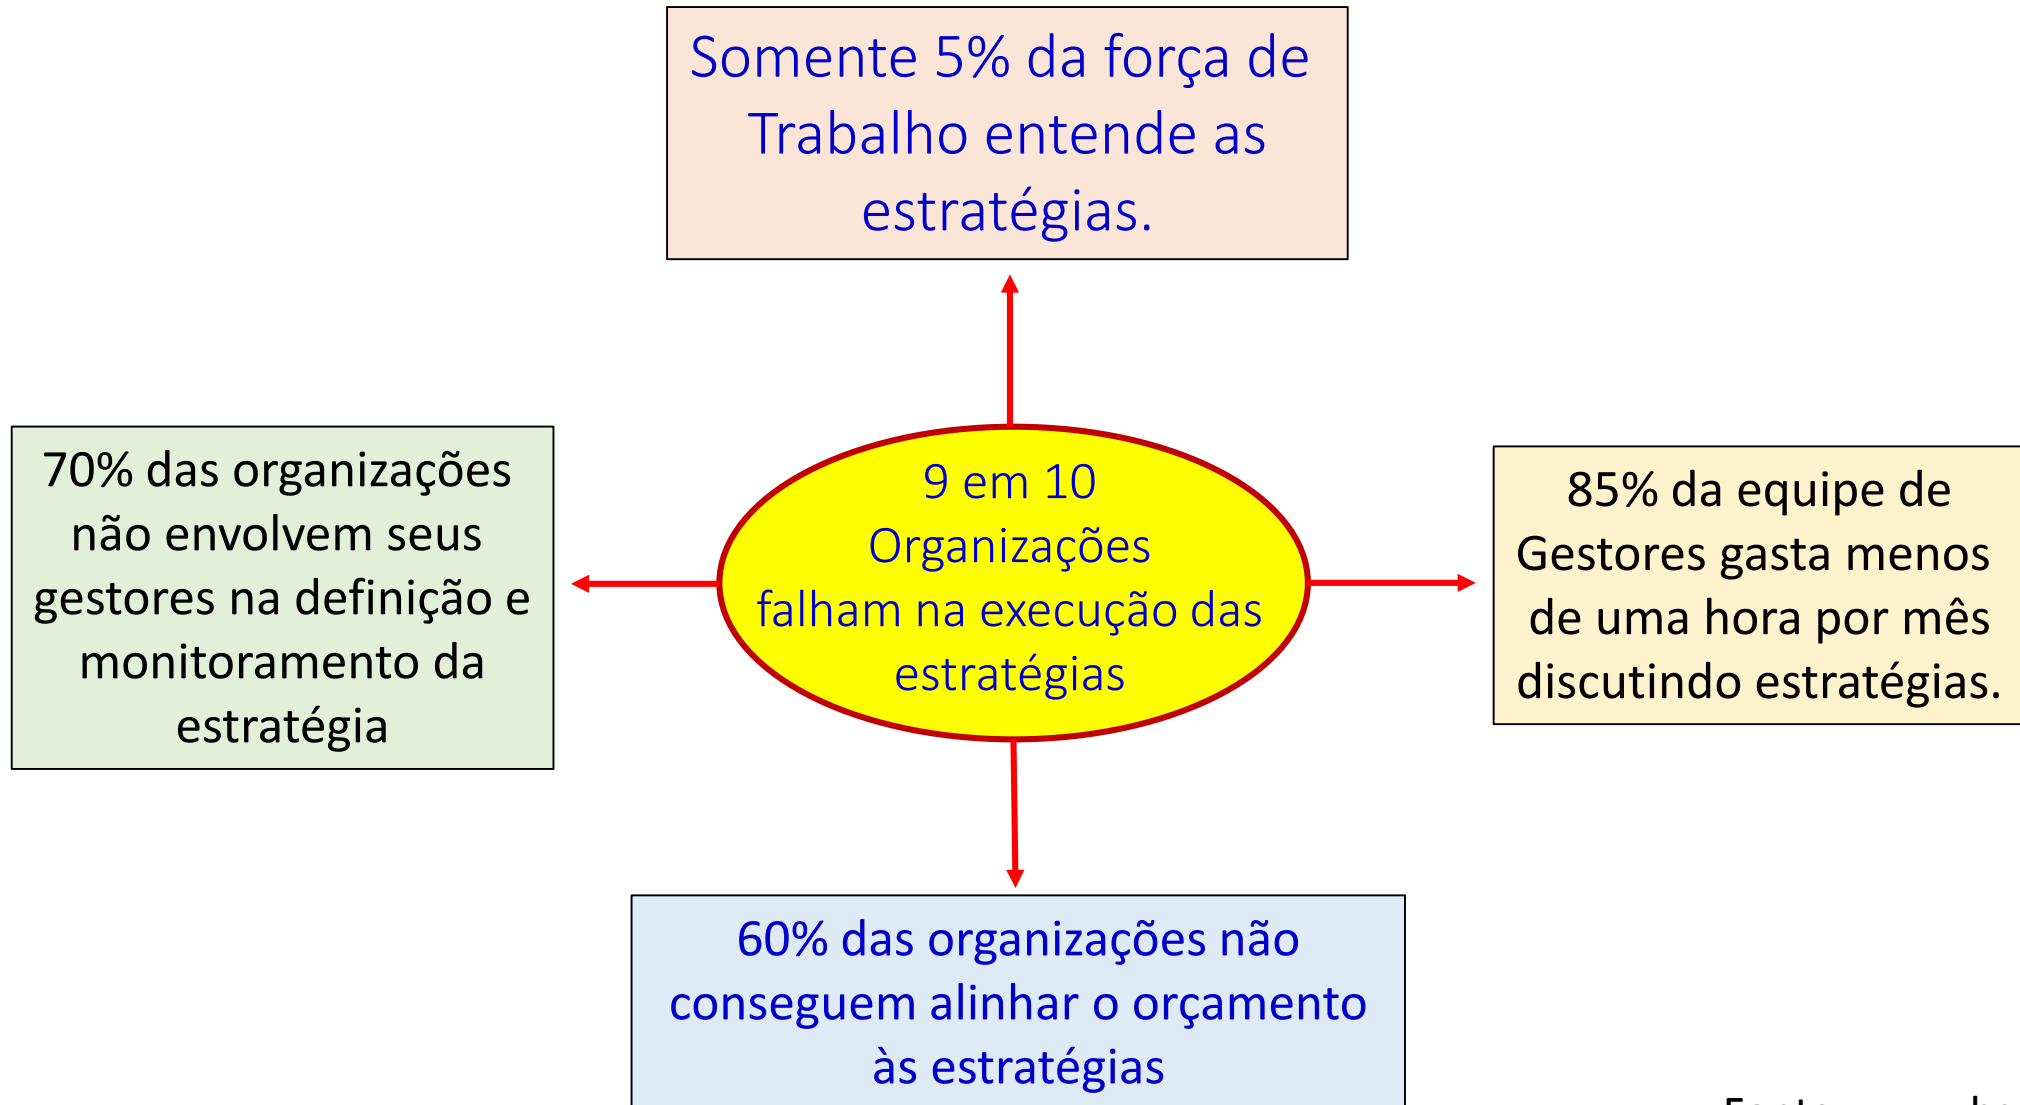 Somente 5% da força de
Trabalho entende as
estratégias.
70% das organizações
não envolvem seus
gestores na definição e
monitoramento da
estratégia
9 em 10
Organizações
falham na execução das
estratégias
85% da equipe de
Gestores gasta menos
de uma hora por mês
discutindo estratégias.
60% das organizações não
conseguem alinhar o orçamento
às estratégias